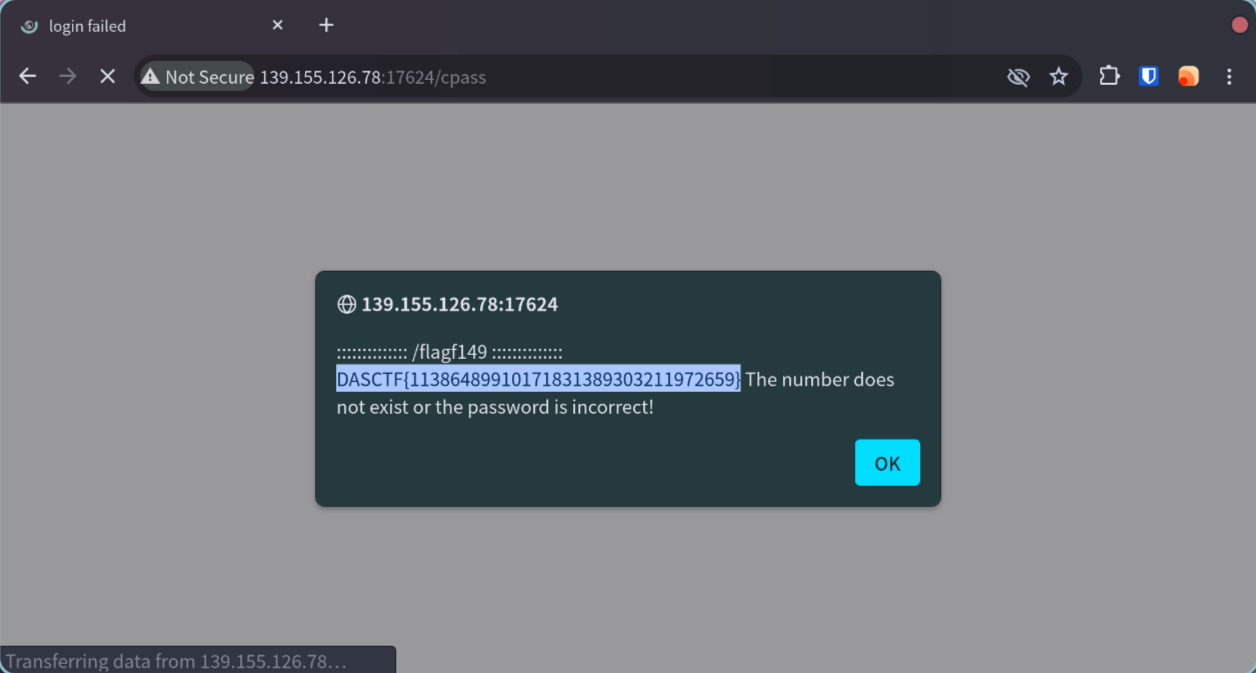 login failed
Not Secure 139.155.126.78:17624/cpass
139.155.126.78:17624
:::::::::::::: /flagf149 ::::::::::::::
DASCTF{11386489910171831389303211972659} The number does
not exist or the password is incorrect!
OK
Transferring data from 139.155.126.78…